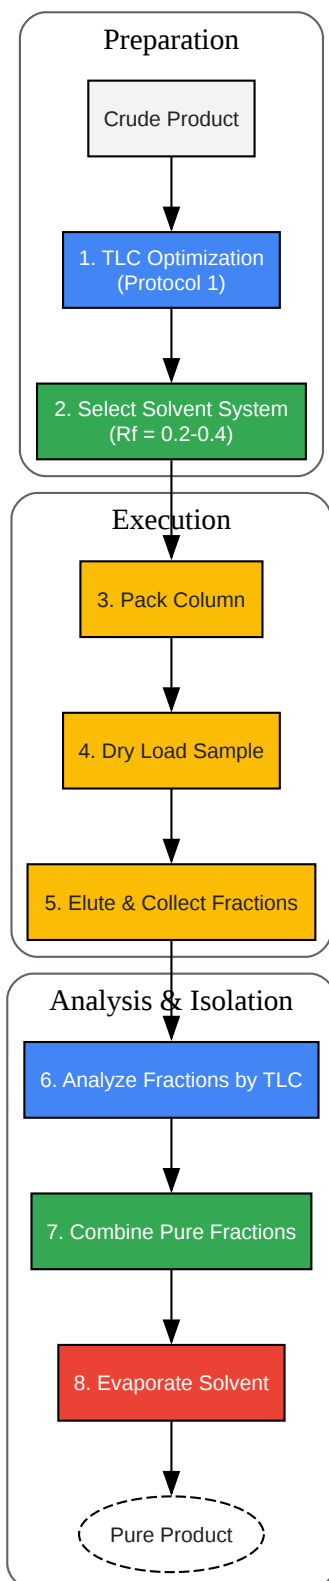 Preparation
Crude Product
1. TLC Optimization
(Protocol 1)
2. Select Solvent System
(Rf = 0.2-0.4)
Execution
3. Pack Column
4. Dry Load Sample
5. Elute & Collect Fractions
Analysis & Isolation
6. Analyze Fractions by TLC
7. Combine Pure Fractions
8. Evaporate Solvent
Pure Product